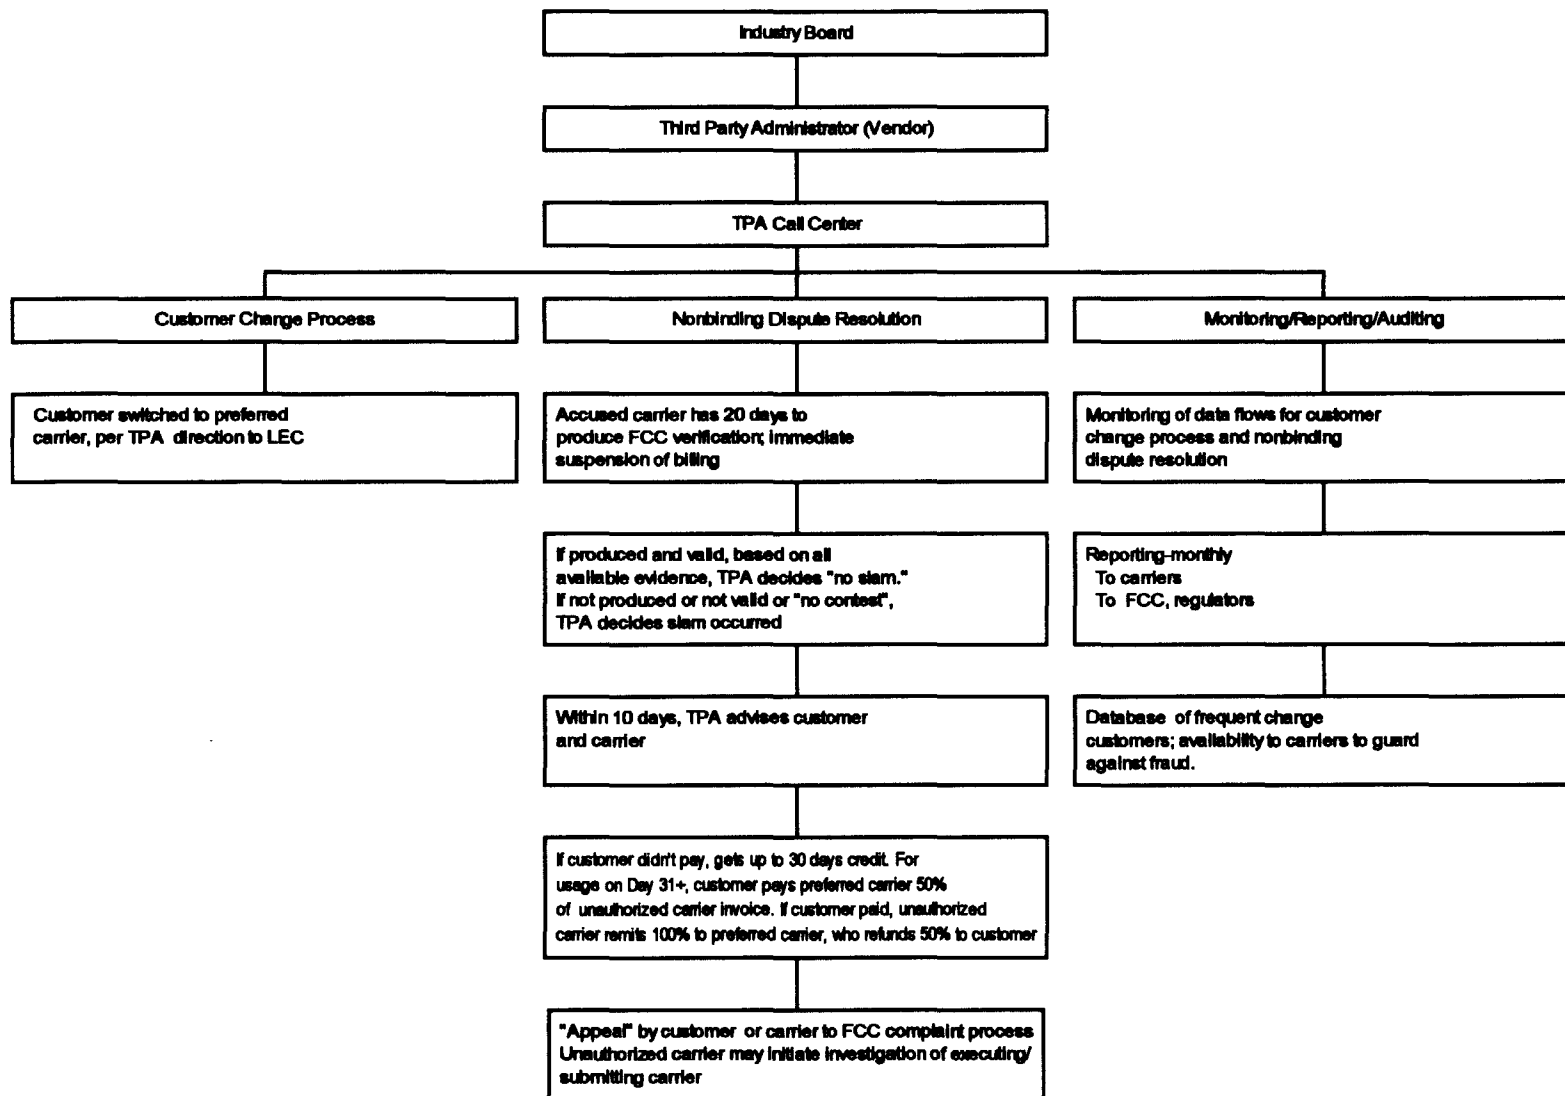 Industry Board
Third Party Administrator (Vendor)
TPA Call Center
Customer Change Process
Nonbinding Dispute Resolution
Monitoring/Reporting/Auditing
Customer switched to preferred
carrier, per TPA direction to LEC
Accused carrier has 20 days to
produce FCC verification; immediate
suspension of billing
Monitoring of data flows for customer
change process and nonbinding
dispute resolution
If produced and valid, based on all
available evidence, TPA decides "no slam."
If not produced or not valid or "no contest",
TPA decides slam occurred
Reporting-monthly
To carriers
To FCC, regulators
Within 10 days, TPA advises customer
and carrier
Database of frequent change
customers; availability to carriers to guard
against fraud.
If customer didn't pay, gets up to 30 days credit. For
usage on Day 31+, customer pays preferred carrier 50%
of unauthorized carrier invoice. If customer paid, unauthorized
carrier remits 100% to preferred carrier, who refunds 50% to customer
"Appeal" by customer or carrier to FCC complaint process
Unauthorized carrier may initiate investigation of executing/
submitting carrier